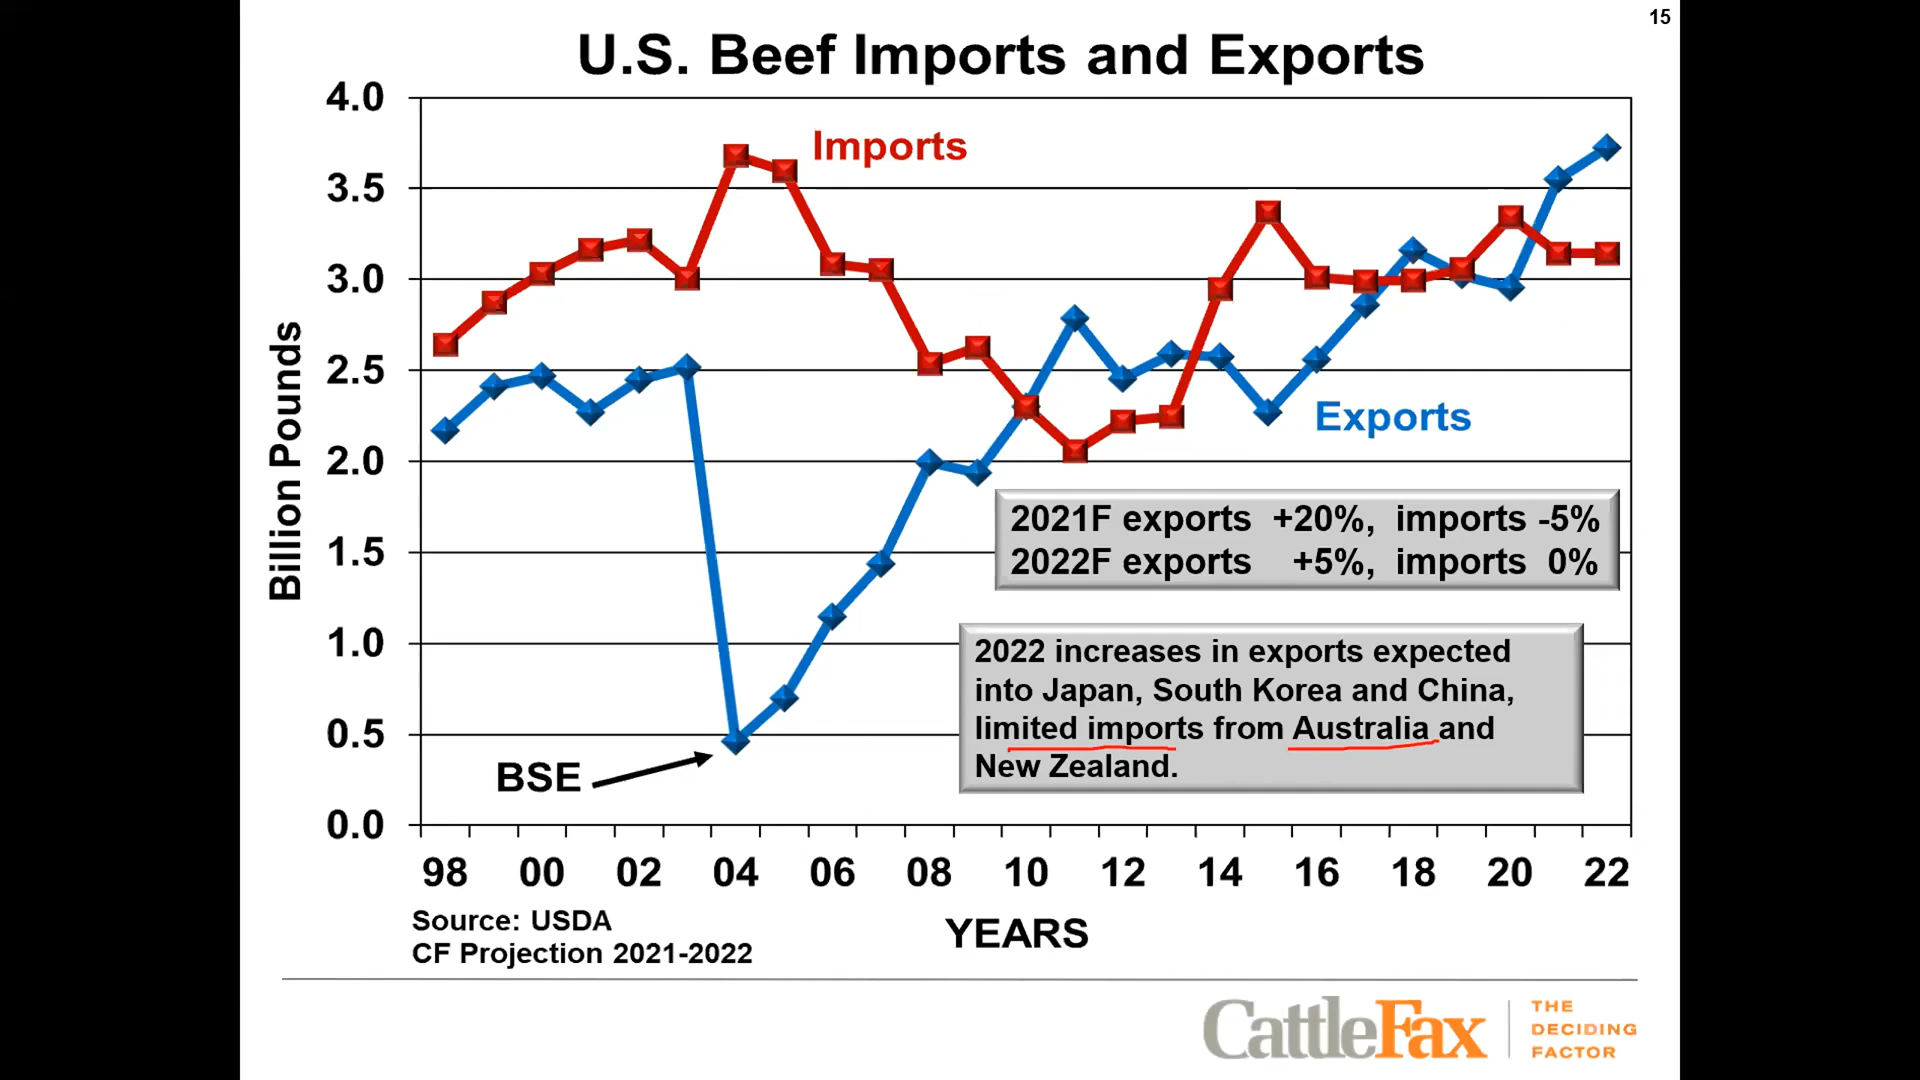 15
U.S. Beef Imports and Exports
4.0
3.5
3.0
2.5
2.0
1.5
1.0
0.5
0.0
Billion Pounds
Imports
Exports
2021F exports +20%, imports -5%
2022F exports +5%, imports 0%
2022 increases in exports expected
into Japan, South Korea and China,
limited imports from Australia and
New Zealand.
BSE
98 00 02 04 06 08 10 12 14 16 18 20 22
YEARS
Source: USDA
CF Projection 2021-2022
CattleFax
THE
DECIDING
FACTOR